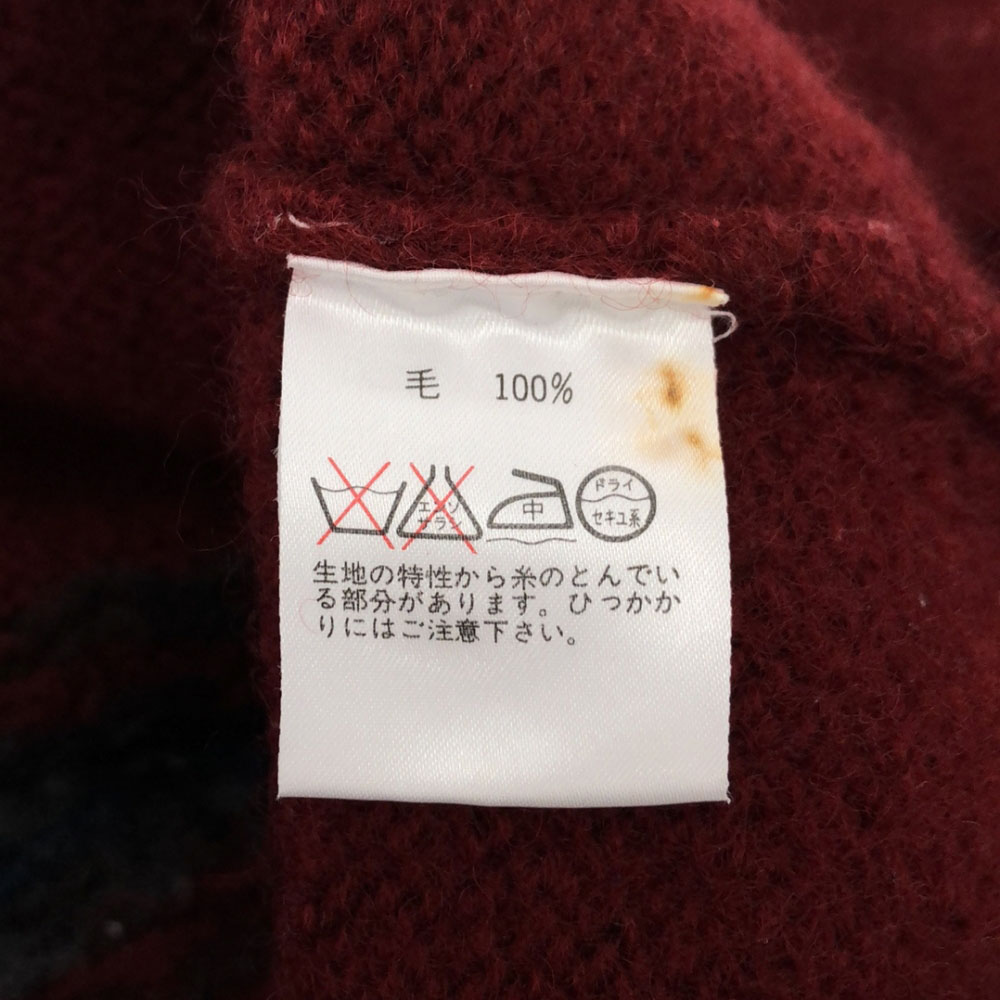 毛 100%
エンソ サラシ 中 ドライ セキユ系
生地の特性から糸のとんでい
る部分があります。ひっかか
りにはご注意下さい。